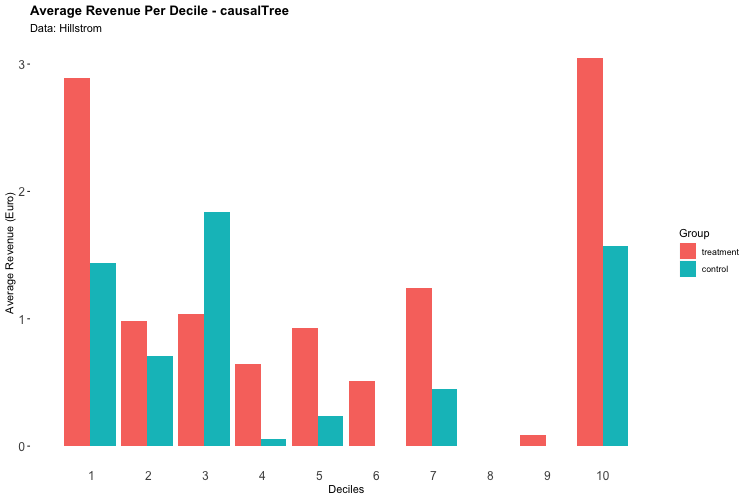 Average Revenue Per Decile - causalTree
Data: Hillstrom
Average Revenue (Euro)
3
2
1
0
1 2 3 4 5 6 7 8 9 10
Deciles
Group
treatment
control